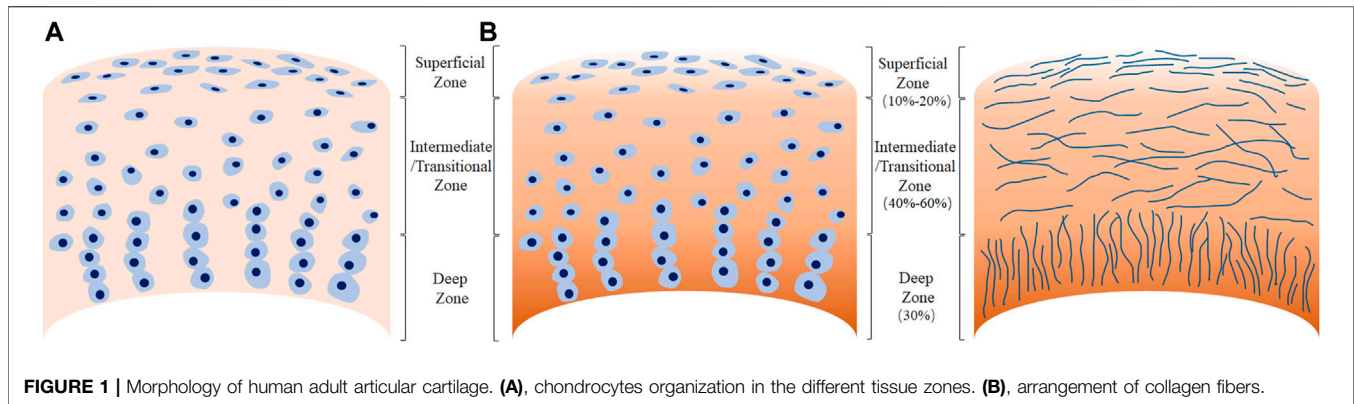 A
Superficial
Zone
Intermediate
/Transitional
Zone
Deep
Zone
B
Superficial
Zone
(10%-20%)
Intermediate
/Transitional
Zone
(40%-60%)
Deep
Zone
(30%)
FIGURE 1 | Morphology of human adult articular cartilage. (A), chondrocytes organization in the different tissue zones. (B), arrangement of collagen fibers.